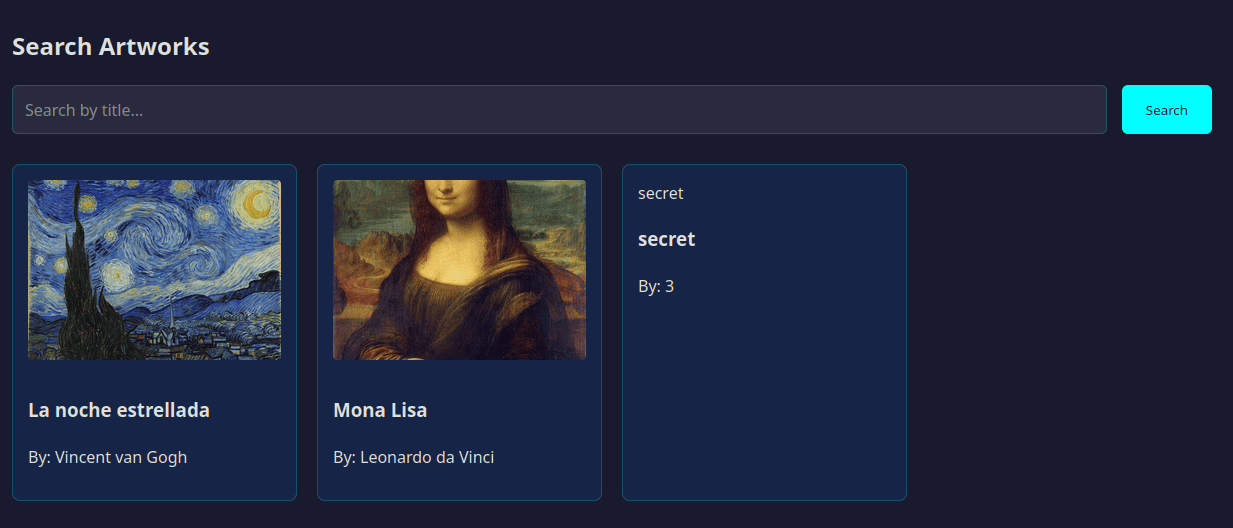 Search Artworks
Search by title...
Search
La noche estrellada
By: Vincent van Gogh
Mona Lisa
By: Leonardo da Vinci
secret
secret
By: 3